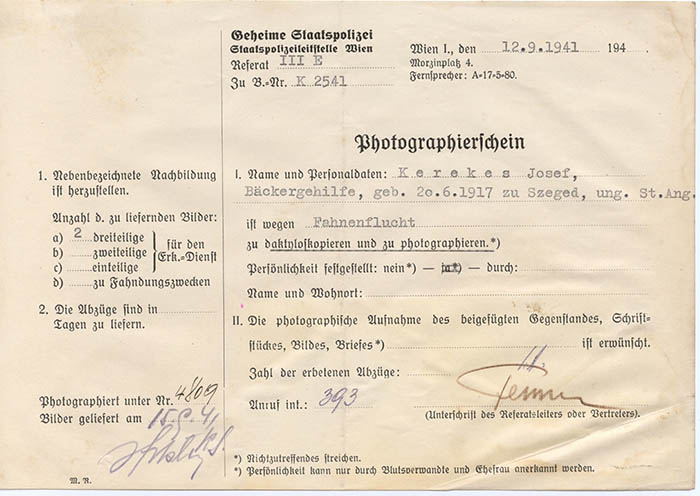 Geheime Staatspolizei
Staatspolizeileitstelle Wien
Referat III E
Zu B.-Nr. K 2541
Wien I., den 12.9.1941 194
Morzinplatz 4.
Fernsprecher: A-17-5-80.
Photographierschein
1. Nebenbezeichnete Nachbildung
ist herzustellen.
Anzahl d. zu liefernden Bilder:
a) 2 dreiteilige
b) zweiteilige
c) einteilige
für den
Erk.-Dienst
d) zu Fahndungszwecken
2. Die Abzüge sind in
Tagen zu liefern.
Photographiert unter Nr. 4809
Bilder geliefert am
M. R.
I. Name und Personaldaten: Kerekes Josef,
Bäckergehilfe, geb. 20.6.1917 zu Szeged, ung. St.Ang.
ist wegen Fahnenflucht
zu daktyloskopieren und zu photographieren.*)
Persönlichkeit festgestellt: nein*) — ja*) — durch:
Name und Wohnort:
II. Die photographische Aufnahme des beigefügten Gegenstandes, Schrift-
stückes, Bildes, Briefes*) ist erwünscht.
Zahl der erbetenen Abzüge:
Anruf int.: 393
(Unterschrift des Referatsleiters oder Vertreters).
*) Nichtzutreffendes streichen.
*) Persönlichkeit kann nur durch Blutsverwandte und Ehefrau anerkannt werden.